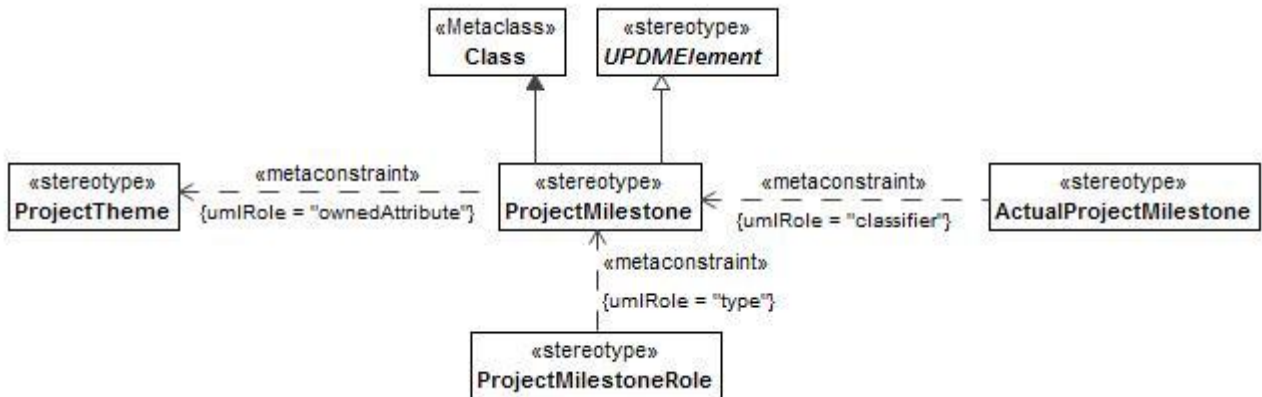 «Metaclass»
Class
«stereotype»
UPDMElement
«stereotype»
ProjectTheme
«metaconstraint»
{umlRole = "ownedAttribute"}
«stereotype»
ProjectMilestone
«metaconstraint»
{umlRole = "classifier"}
«stereotype»
ActualProjectMilestone
«metaconstraint»
{umlRole = "type"}
«stereotype»
ProjectMilestoneRole